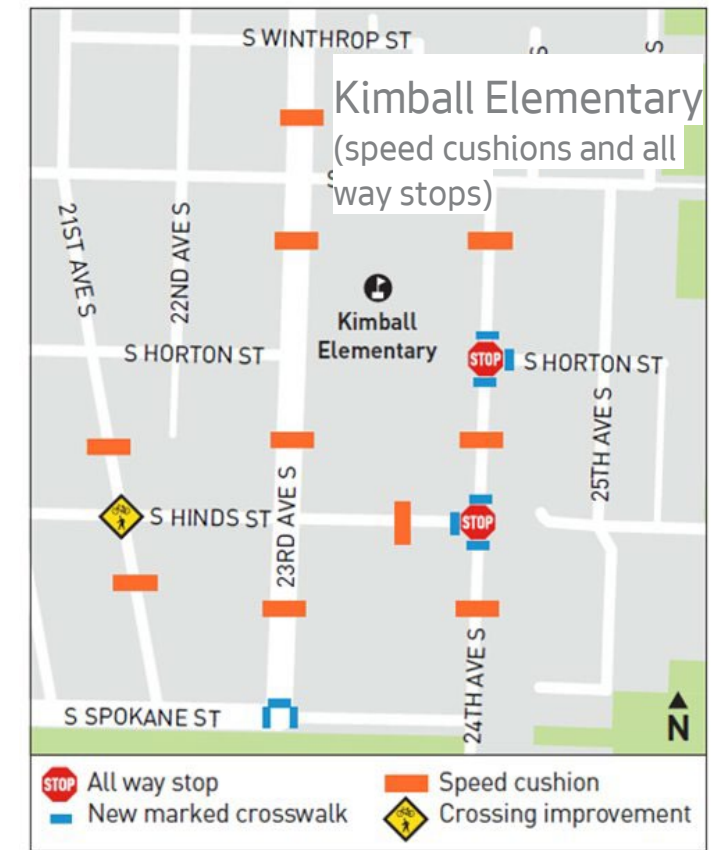 S WINTHROP ST
S
S
Kimball Elementary
(speed cushions and all
way stops)
S
21ST AVE S
22ND AVE S
Kimball
Elementary
S HORTON ST
STOP
S HORTON ST
25TH AVE S
S HINDS ST
23RD AVE S
STOP
24TH AVE S
S SPOKANE ST
N
STOP All way stop
Speed cushion
New marked crosswalk
Crossing improvement